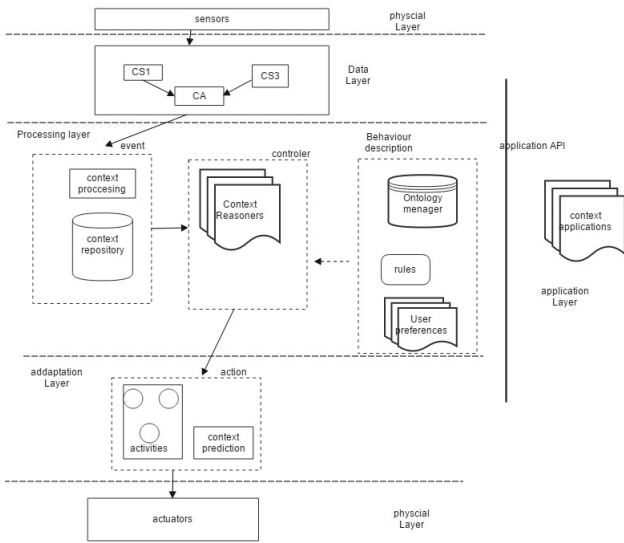 sensors
physcial
Layer
CS1
CS3
CA
Data
Layer
Processing layer
event
controler
Behaviour
description
application API
context
proccesing
context
repository
Context
Reasoners
Ontology
menager
rules
User
preferences
context
applications
application
Layer
addaptation
Layer
action
activities
context
prediction
actuators
physcial
Layer